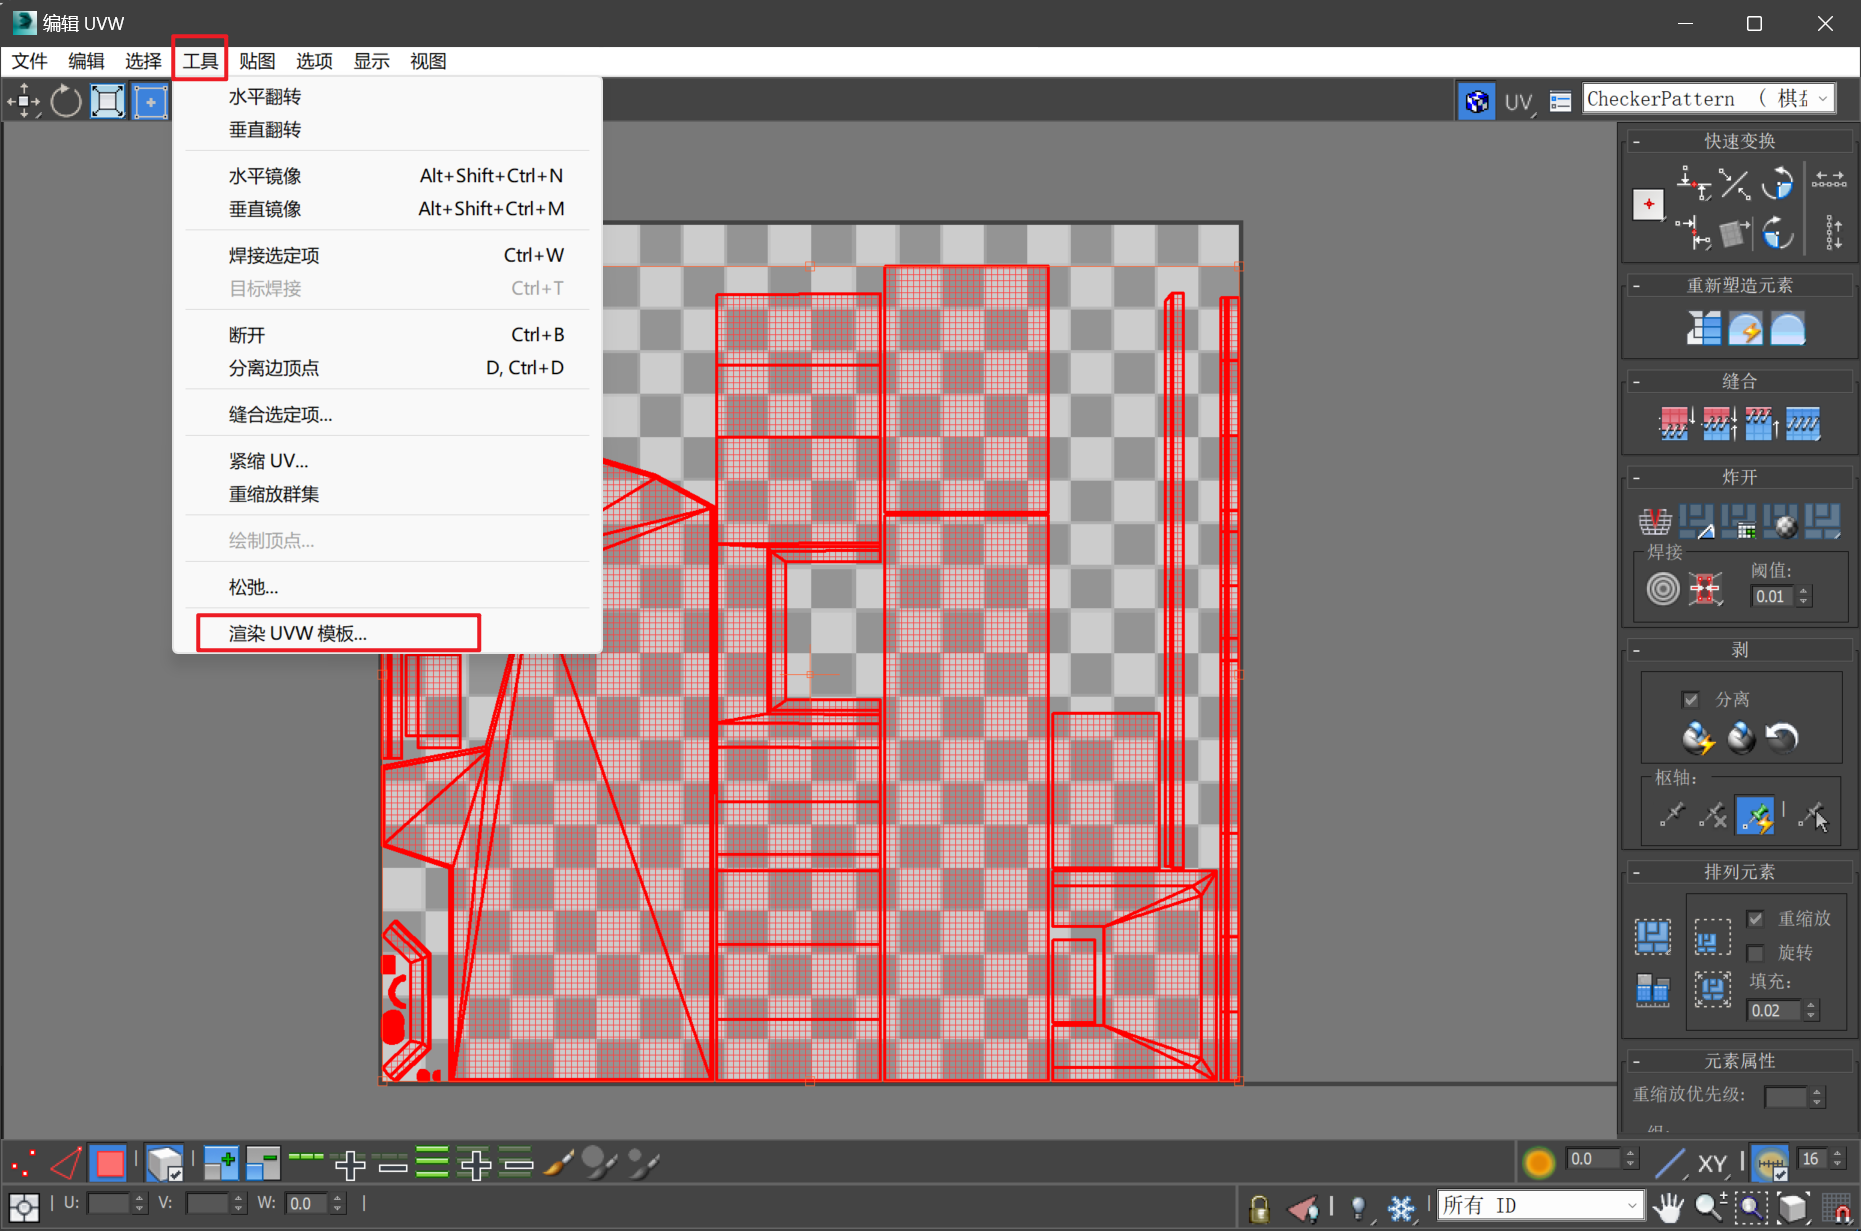 编辑 UVW
文件 编辑 选择 工具 贴图 选项 显示 视图
水平翻转
垂直翻转
水平镜像 Alt+Shift+Ctrl+N
垂直镜像 Alt+Shift+Ctrl+M
焊接选定项 Ctrl+W
目标焊接 Ctrl+T
断开 Ctrl+B
分离边顶点 D, Ctrl+D
缝合选定项...
紧缩 UV...
重缩放群集
绘制顶点...
松弛...
渲染 UVW 模板...
UV CheckerPattern （ 棋
- 快速变换
- 重新塑造元素
- 缝合
- 炸开
焊接
阈值:
0.01
- 剥
分离
枢轴:
- 排列元素
重缩放
旋转
填充:
0.02
- 元素属性
重缩放优先级:
0.0 XY 16
U: V: W: 0.0
所有 ID